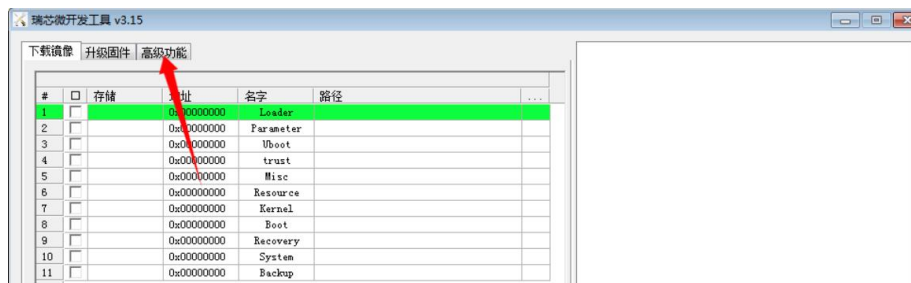 瑞芯微开发工具 v3.15
下载镜像 升级固件 高级功能
# 存储 地址 名字 路径 ...
1 0x00000000 Loader
2 0x00000000 Parameter
3 0x00000000 Uboot
4 0x00000000 trust
5 0x00000000 Misc
6 0x00000000 Resource
7 0x00000000 Kernel
8 0x00000000 Boot
9 0x00000000 Recovery
10 0x00000000 System
11 0x00000000 Backup